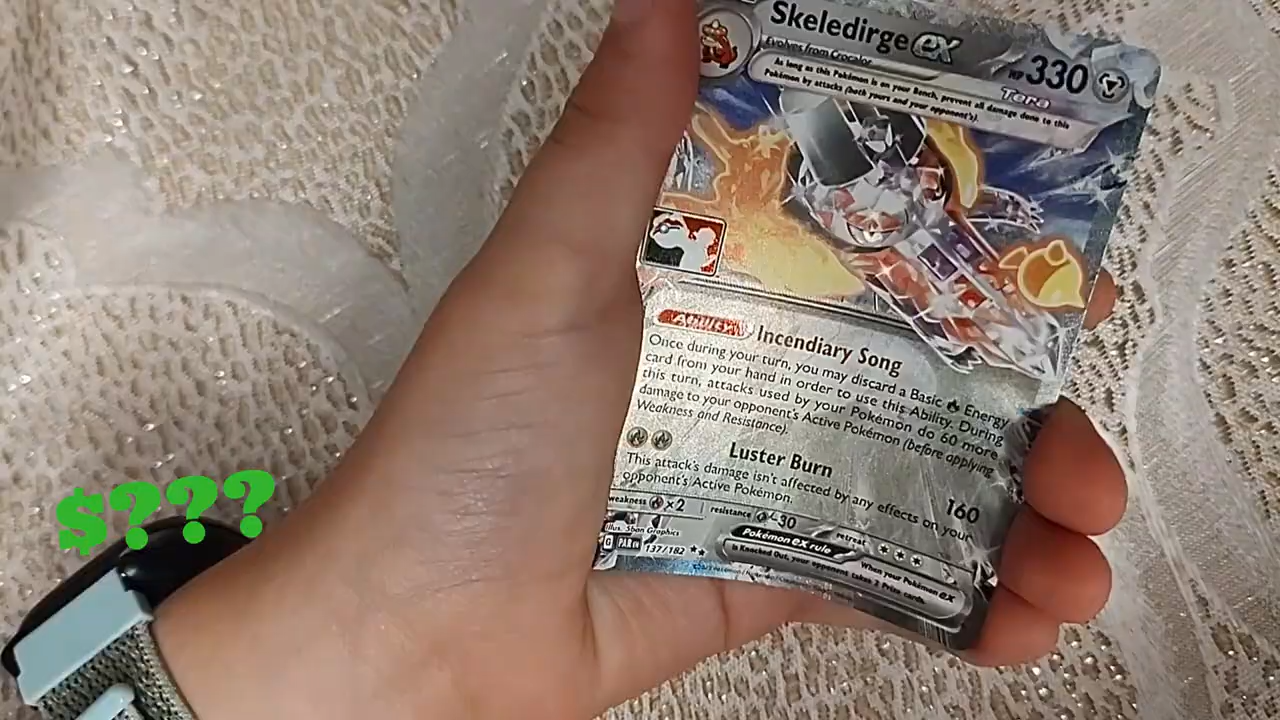 Skeledirge ex
Evolves from Crocalor
HP 330
Tera
As long as this Pokémon is on your Bench, prevent all damage done to this
Pokémon by attacks (both yours and your opponent's).
Ability Incendiary Song
Once during your turn, you may discard a Basic Energy
card from your hand in order to use this Ability. During
this turn, attacks used by your Pokémon do 60 more
damage to your opponent's Active Pokémon (before applying
Weakness and Resistance).
Luster Burn 160
This attack's damage isn't affected by any effects on your
opponent's Active Pokémon.
weakness ×2 resistance -30 retreat
Illus. 5ban Graphics
G PAR EN 137/182
Pokémon ex rule
When your Pokémon ex
is Knocked Out, your opponent takes 2 Prize cards.
$???